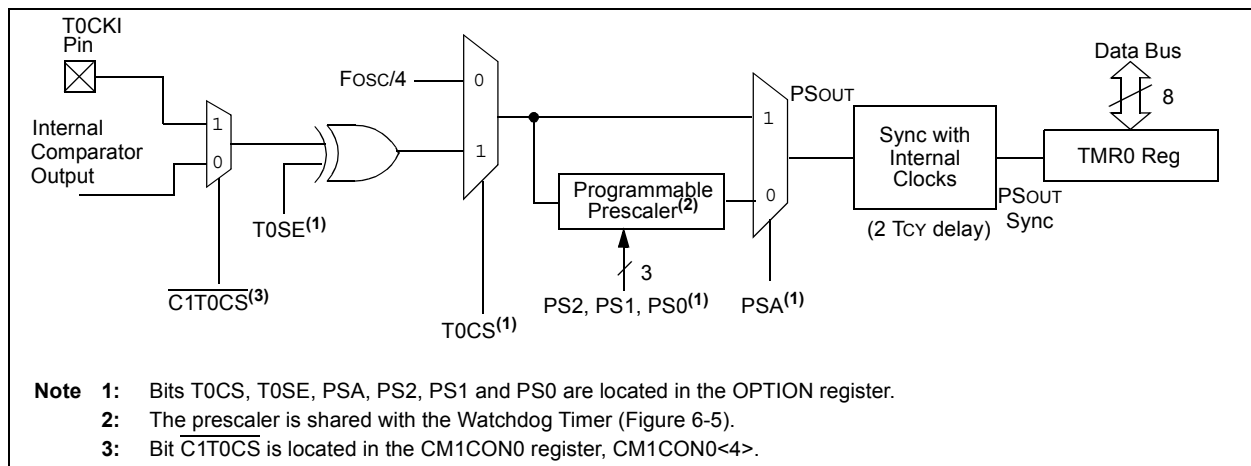 T0CKI
Pin
Internal
Comparator
Output
1
0
C1T0CS(3)
T0SE(1)
FOSC/4
0
1
T0CS(1)
Programmable
Prescaler(2)
3
PS2, PS1, PS0(1)
1
0
PSA(1)
PSOUT
Sync with
Internal
Clocks
(2 TCY delay)
PSOUT
Sync
Data Bus
8
TMR0 Reg
Note 1: Bits T0CS, T0SE, PSA, PS2, PS1 and PS0 are located in the OPTION register.
2: The prescaler is shared with the Watchdog Timer (Figure 6-5).
3: Bit C1T0CS is located in the CM1CON0 register, CM1CON0<4>.